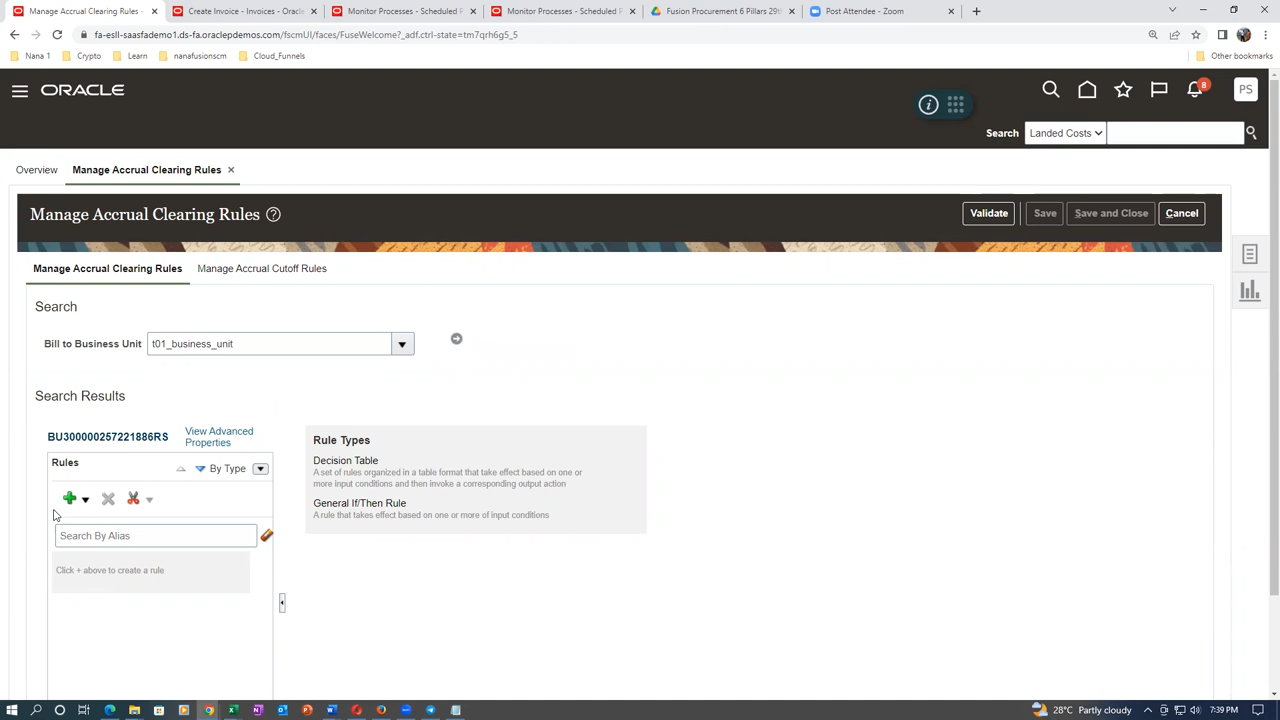 Manage Accrual Clearing Rules -
Create Invoice - Invoices - Oracle
Monitor Processes - Scheduled P
Monitor Processes - Scheduled P
Fusion Procurement 6 Pillars 29th
Post Attendee - Zoom
fa-esll-saasfademo1.ds-fa.oraclepdemos.com/fscmUI/faces/FuseWelcome?_adf.ctrl-state=tm7qrh6g5_5
Nana 1
Crypto
Learn
nanafusionscm
Cloud_Funnels
Other bookmarks
ORACLE
8
PS
Search
Landed Costs
Overview
Manage Accrual Clearing Rules
Manage Accrual Clearing Rules
Validate
Save
Save and Close
Cancel
Manage Accrual Clearing Rules
Manage Accrual Cutoff Rules
Search
Bill to Business Unit
t01_business_unit
Search Results
BU300000257221886RS
View Advanced
Properties
Rules
By Type
Search By Alias
Click + above to create a rule
Rule Types
Decision Table
A set of rules organized in a table format that take effect based on one or
more input conditions and then invoke a corresponding output action
General If/Then Rule
A rule that takes effect based on one or more of input conditions
28°C Partly cloudy
7:39 PM